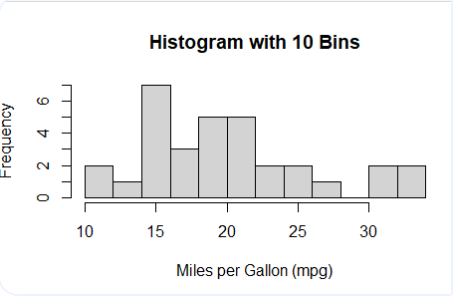 Histogram with 10 Bins
Frequency
6
4
2
0
10 15 20 25 30
Miles per Gallon (mpg)